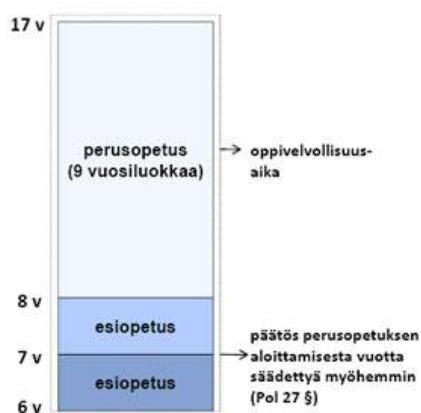 17 v
perusopetus
(9 vuosiluokkaa)
oppivelvollisuus-
aika
8 v
esiopetus
päätös perusopetuksen
aloittamisesta vuotta
säädettyä myöhemmin
(Pol 27 §)
7 v
esiopetus
6 v